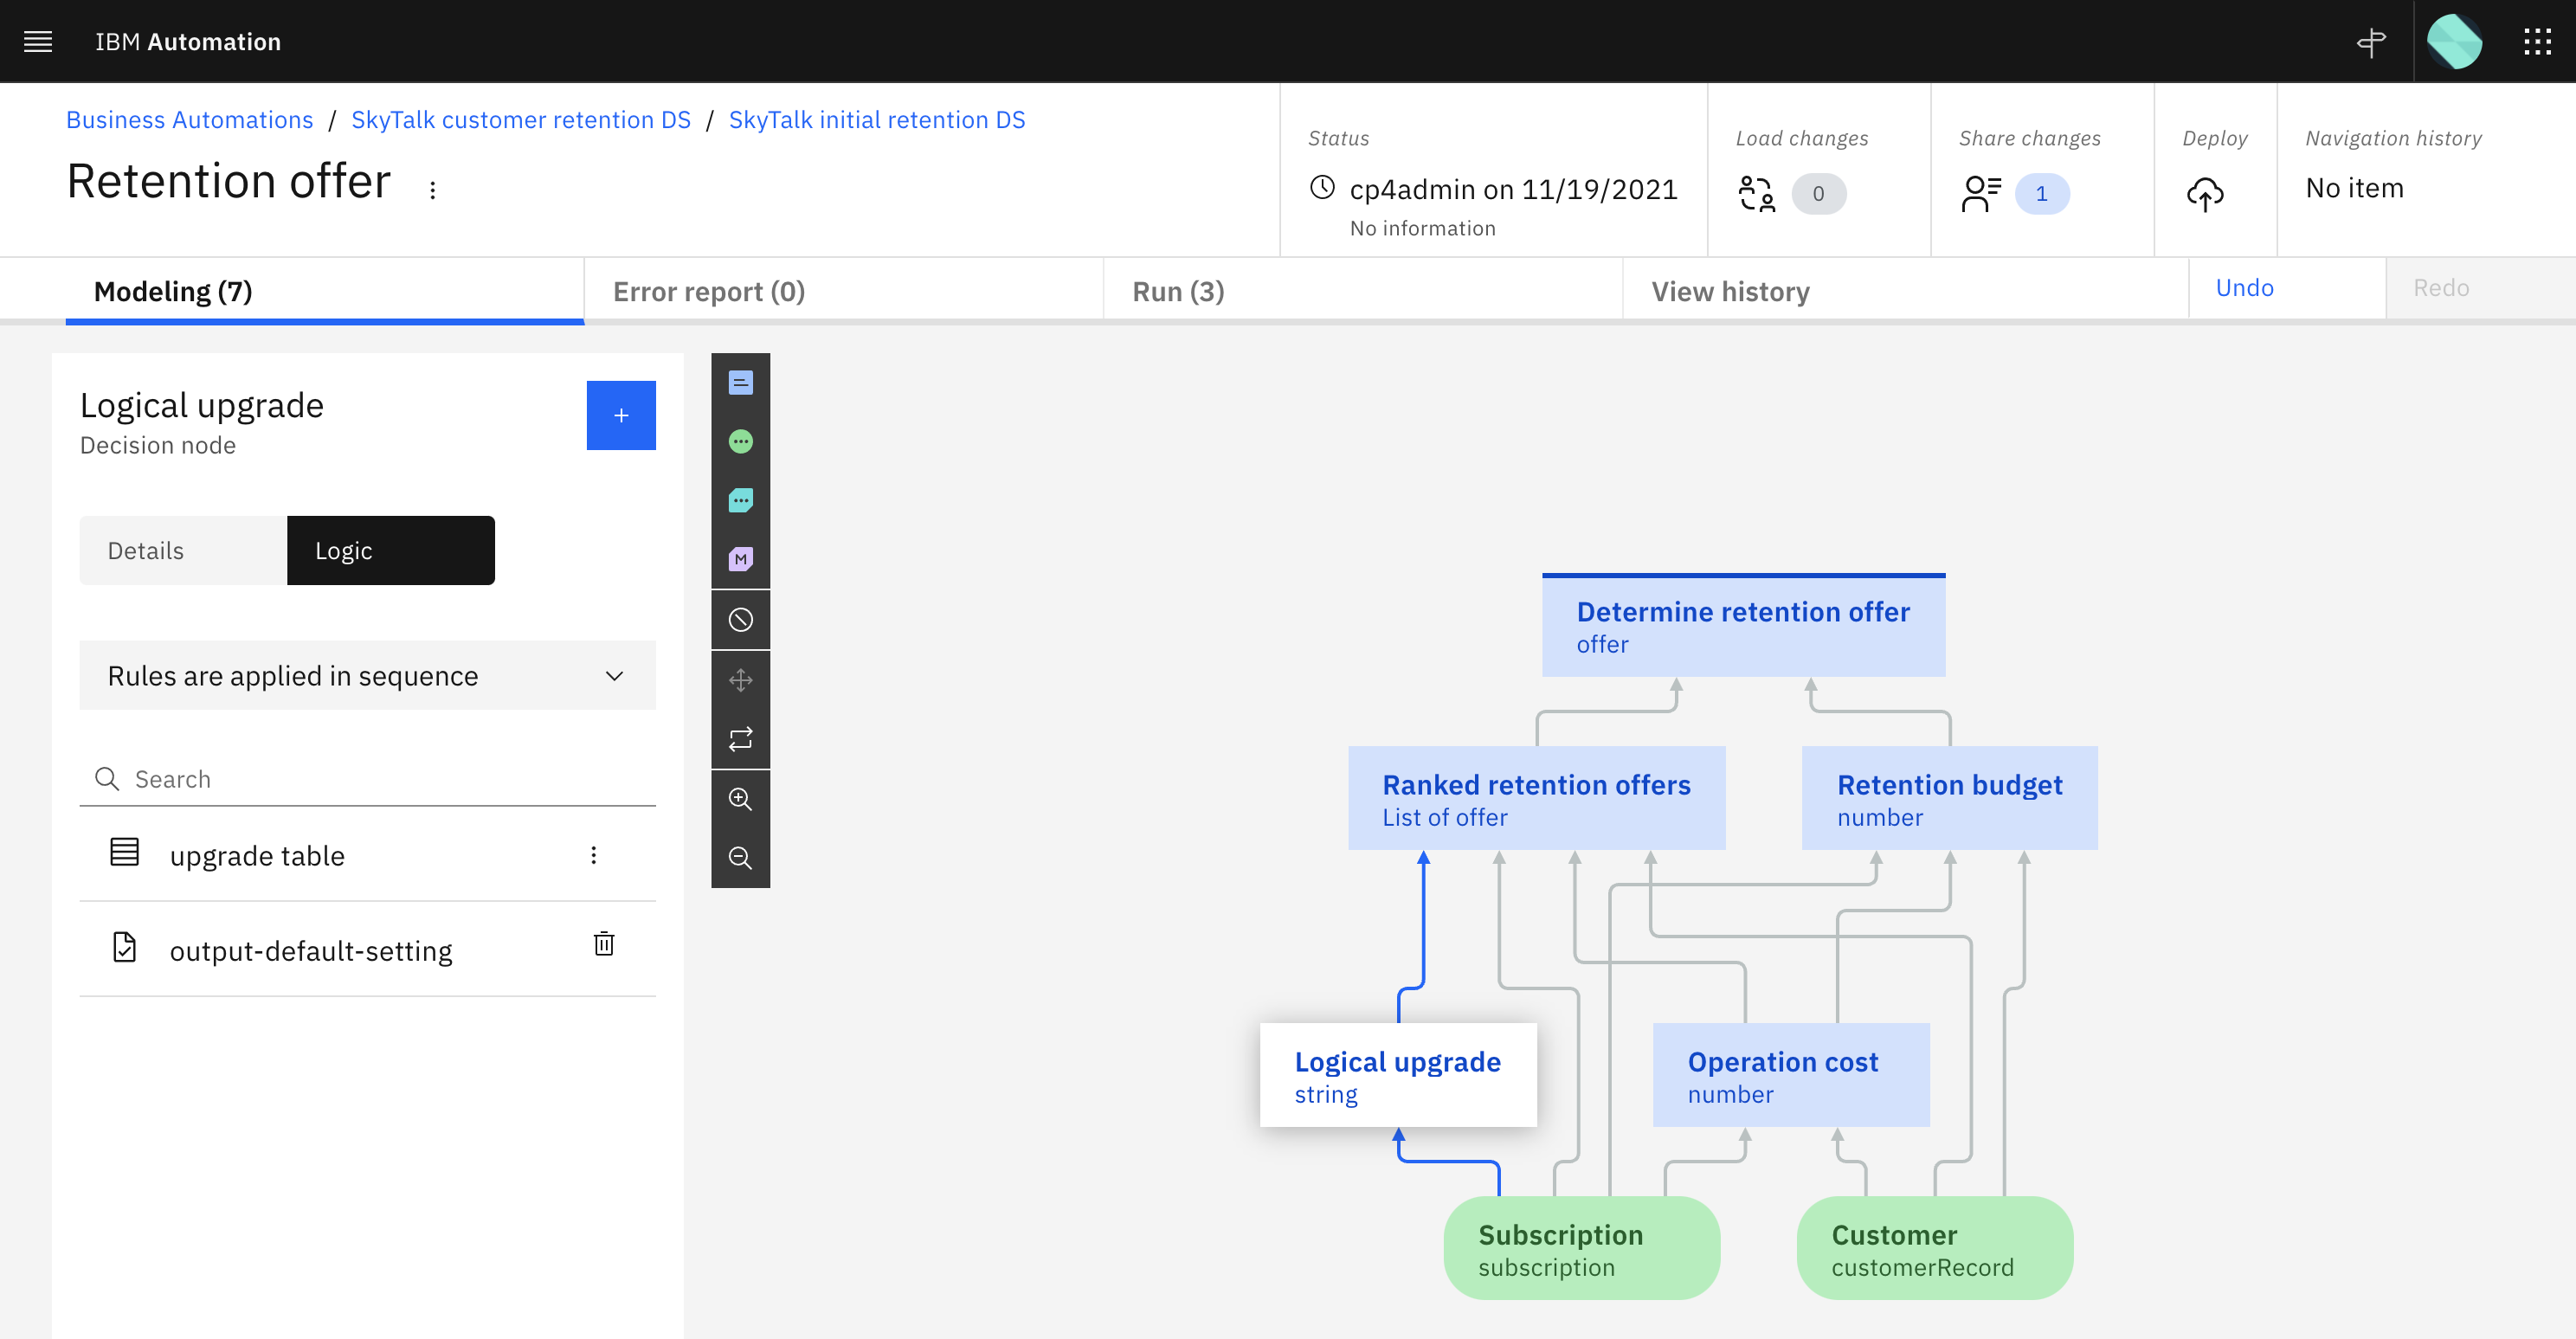 IBM Automation
Business Automations / SkyTalk customer retention DS / SkyTalk initial retention DS
Retention offer
Status
cp4admin on 11/19/2021
No information
Load changes
0
Share changes
1
Deploy
Navigation history
No item
Modeling (7)
Error report (0)
Run (3)
View history
Undo
Redo
Logical upgrade
Decision node
+
Details
Logic
Rules are applied in sequence
Search
upgrade table
output-default-setting
M
Determine retention offer
offer
Ranked retention offers
List of offer
Retention budget
number
Logical upgrade
string
Operation cost
number
Subscription
subscription
Customer
customerRecord